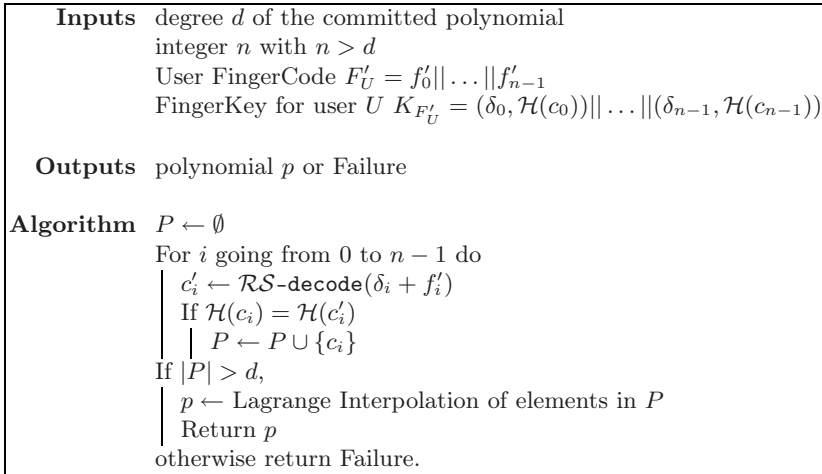 Inputs degree d of the committed polynomial
integer n with n > d
User FingerCode F′_U = f′_0||...||f′_{n−1}
FingerKey for user U K_{F′_U} = (δ_0, H(c_0))||...||(δ_{n−1}, H(c_{n−1}))
Outputs polynomial p or Failure
Algorithm P ← ∅
For i going from 0 to n − 1 do
c′_i ← RS-decode(δ_i + f′_i)
If H(c_i) = H(c′_i)
P ← P ∪ {c_i}
If |P| > d,
p ← Lagrange Interpolation of elements in P
Return p
otherwise return Failure.